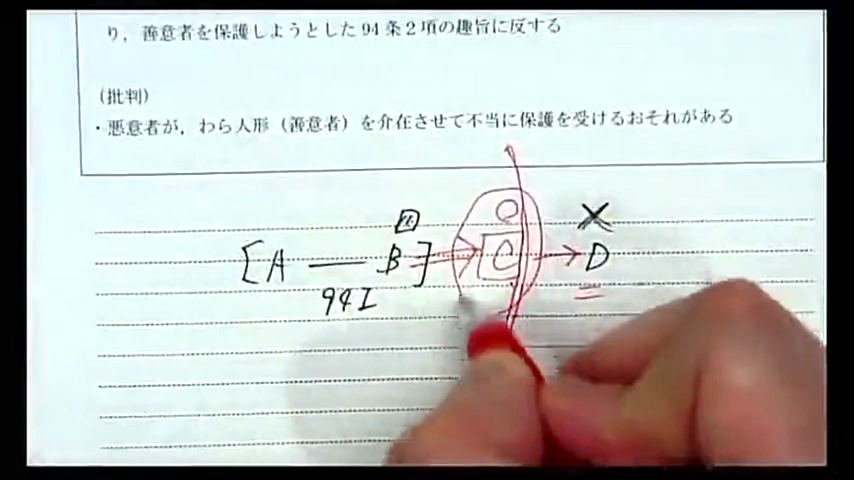 り，善意者を保護しようとした94条2項の趣旨に反する
（批判）
・悪意者が，わら人形（善意者）を介在させて不当に保護を受けるおそれがある
[A — B] → C → D
94I